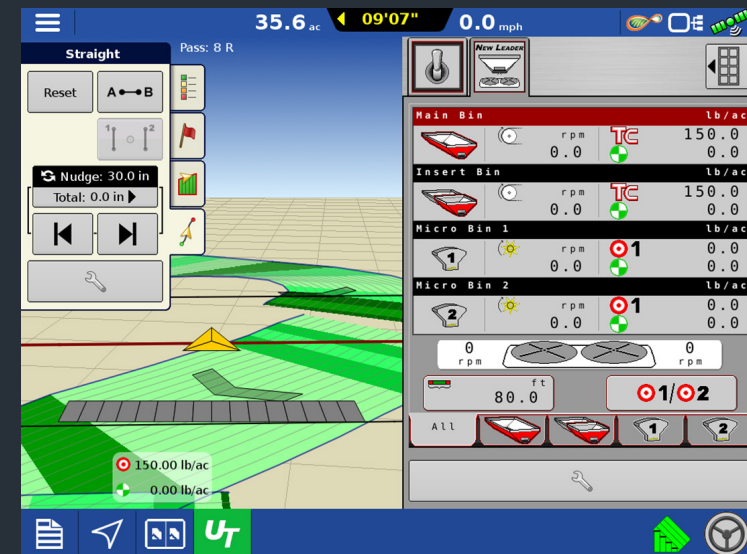 35.6 ac
09'07"
0.0 mph
Straight
Pass: 8 R
Reset
A B
1 2
Nudge: 30.0 in
Total: 0.0 in
150.00 lb/ac
0.00 lb/ac
UT
NEW LEADER
Main Bin lb/ac
rpm TC 150.0
0.0 0.0
Insert Bin lb/ac
rpm TC 150.0
0.0 0.0
Micro Bin 1 lb/ac
1 rpm 1 0.0
0.0 0.0
Micro Bin 2 lb/ac
2 rpm 1 0.0
0.0 0.0
0 0
rpm rpm
ft
80.0
1/2
All 1 2